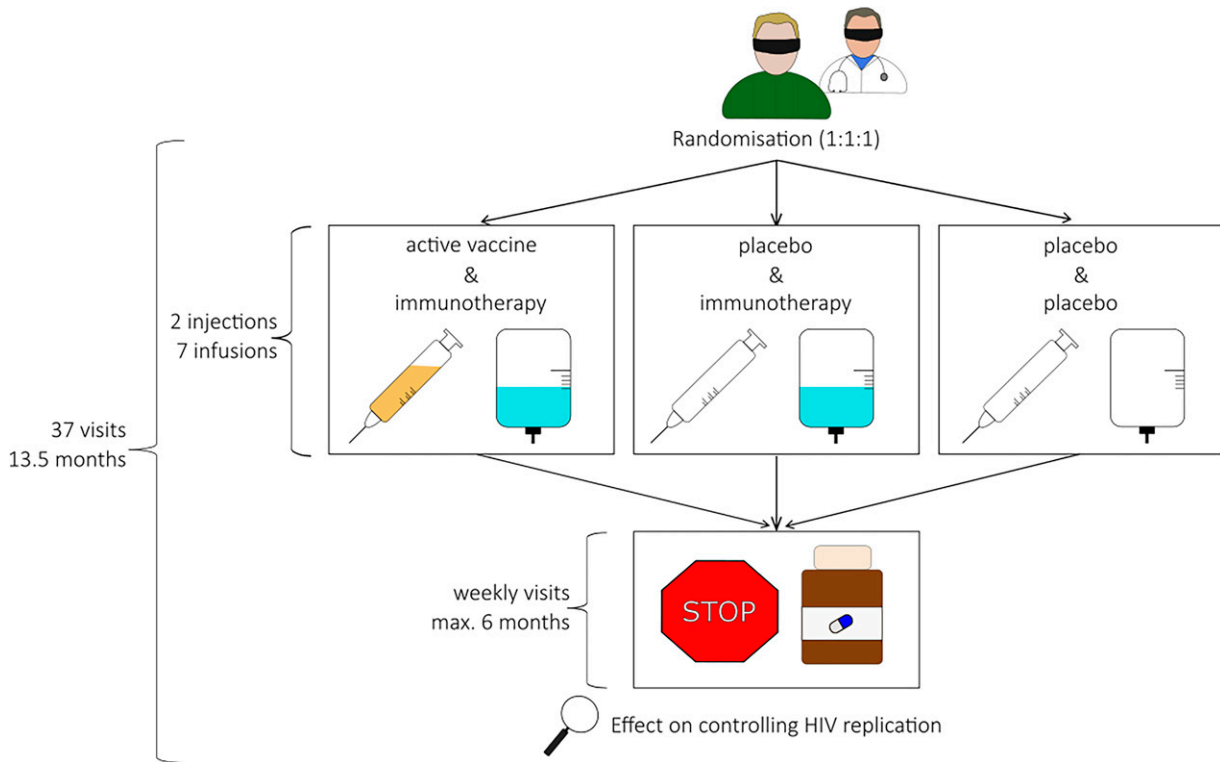 Randomisation (1:1:1)
active vaccine
&
immunotherapy
placebo
&
immunotherapy
placebo
&
placebo
2 injections
7 infusions
37 visits
13.5 months
weekly visits
max. 6 months
STOP
Effect on controlling HIV replication